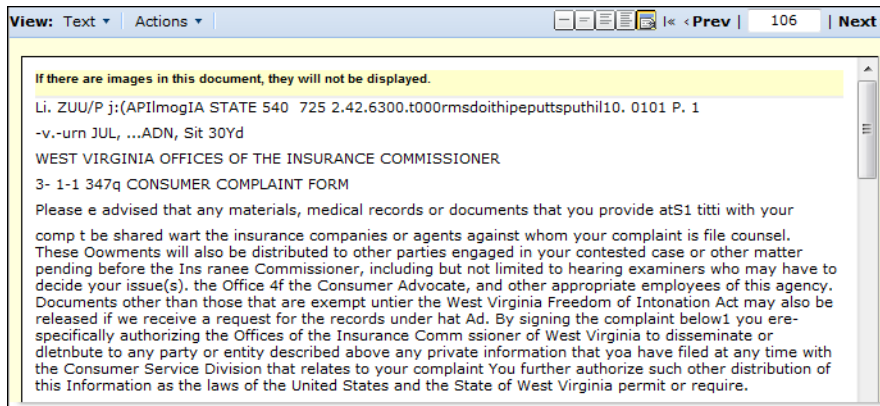 View: Text Actions « ‹ Prev | 106 | Next
If there are images in this document, they will not be displayed.
Li. ZUU/P j:(APIlmogIA STATE 540 725 2.42.6300.t000rmsdoithipeputtsputhil10. 0101 P. 1
-v.-urn JUL, ...ADN, Sit 30Yd
WEST VIRGINIA OFFICES OF THE INSURANCE COMMISSIONER
3- 1-1 347q CONSUMER COMPLAINT FORM
Please e advised that any materials, medical records or documents that you provide atS1 titti with your
comp t be shared wart the insurance companies or agents against whom your complaint is file counsel.
These Oowments will also be distributed to other parties engaged in your contested case or other matter
pending before the Ins ranee Commissioner, including but not limited to hearing examiners who may have to
decide your issue(s). the Office 4f the Consumer Advocate, and other appropriate employees of this agency.
Documents other than those that are exempt untier the West Virginia Freedom of Intonation Act may also be
released if we receive a request for the records under hat Ad. By signing the complaint below1 you ere-
specifically authorizing the Offices of the Insurance Comm ssioner of West Virginia to disseminate or
dletnbute to any party or entity described above any private information that yoa have filed at any time with
the Consumer Service Division that relates to your complaint You further authorize such other distribution of
this Information as the laws of the United States and the State of West Virginia permit or require.